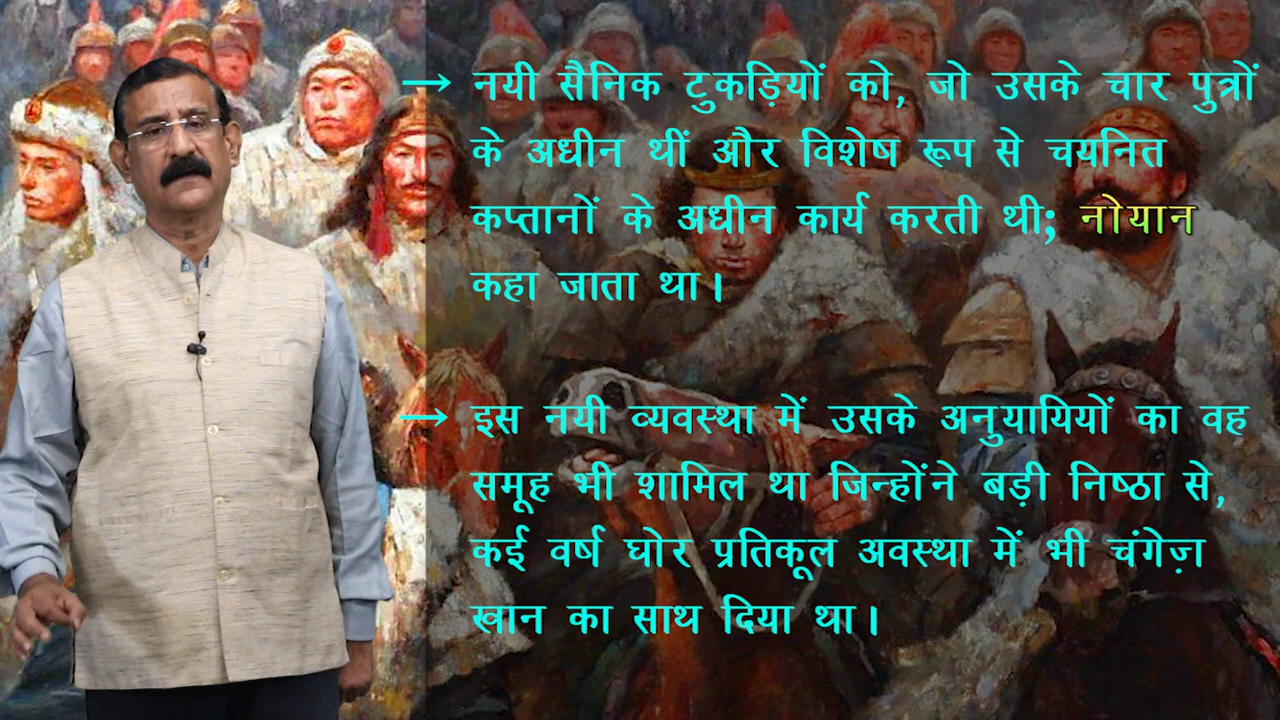 → नयी सैनिक टुकड़ियों को, जो उसके चार पुत्रों
के अधीन थीं और विशेष रूप से चयनित
कप्तानों के अधीन कार्य करती थी; नोयान
कहा जाता था।
→ इस नयी व्यवस्था में उसके अनुयायियों का वह
समूह भी शामिल था जिन्होंने बड़ी निष्ठा से,
कई वर्ष घोर प्रतिकूल अवस्था में भी चंगेज़
खान का साथ दिया था।